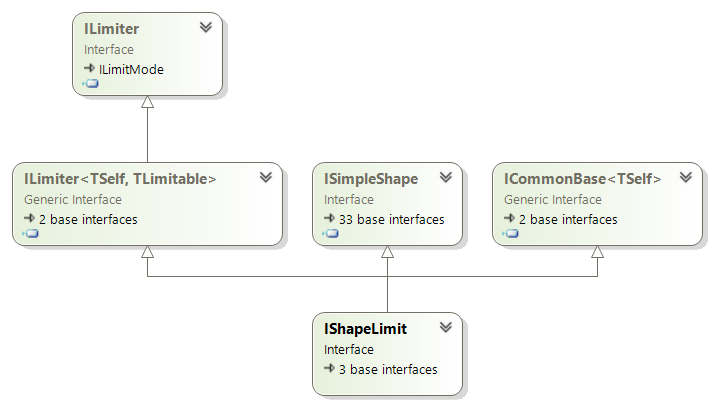 ILimiter
Interface
ILimitMode
ILimiter<TSelf, TLimitable>
Generic Interface
2 base interfaces
ISimpleShape
Interface
33 base interfaces
ICommonBase<TSelf>
Generic Interface
2 base interfaces
IShapeLimit
Interface
3 base interfaces